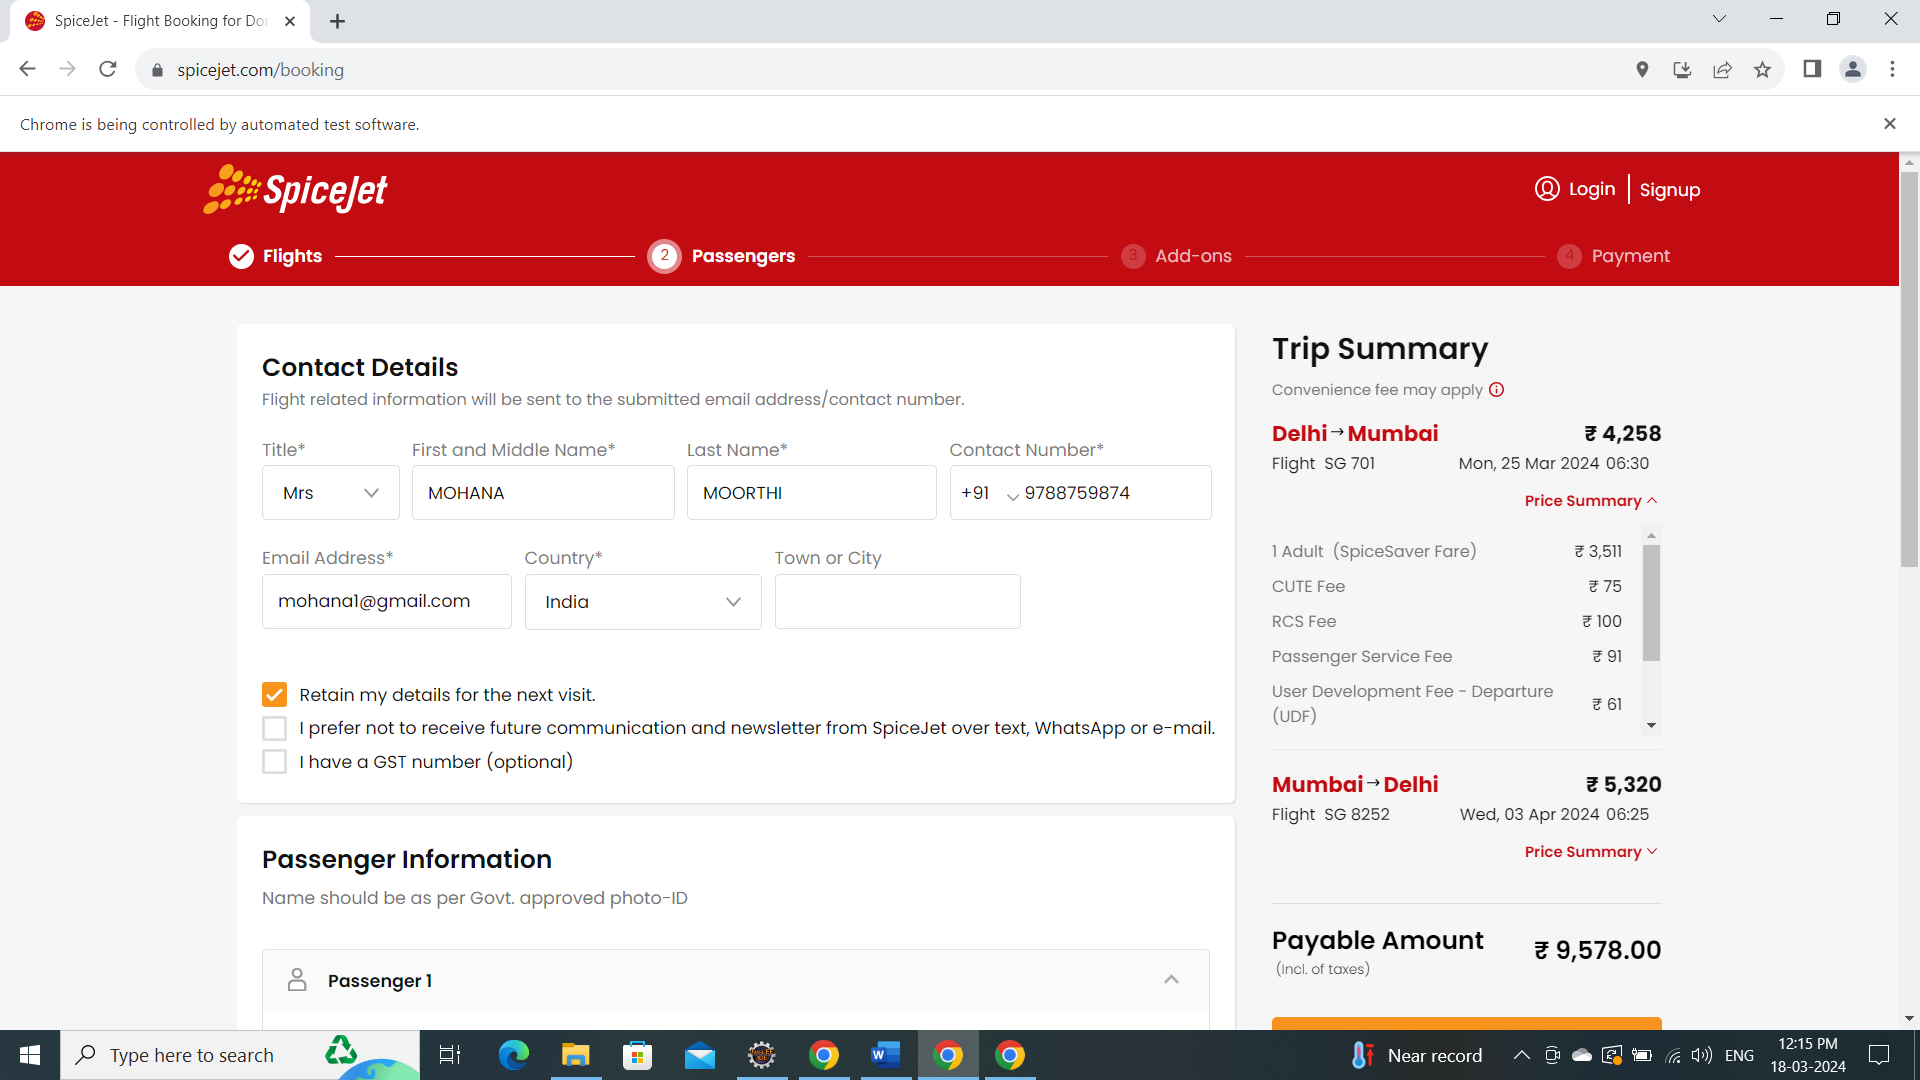 SpiceJet - Flight Booking for Do
spicejet.com/booking
Chrome is being controlled by automated test software.
SpiceJet
Login
Signup
Flights
2
Passengers
3
Add-ons
4
Payment
Contact Details
Flight related information will be sent to the submitted email address/contact number.
Title*
First and Middle Name*
Last Name*
Contact Number*
Mrs
MOHANA
MOORTHI
+91
9788759874
Email Address*
Country*
Town or City
mohana1@gmail.com
India
Retain my details for the next visit.
I prefer not to receive future communication and newsletter from SpiceJet over text, WhatsApp or e-mail.
I have a GST number (optional)
Passenger Information
Name should be as per Govt. approved photo-ID
Passenger 1
Trip Summary
Convenience fee may apply
Delhi→Mumbai
₹ 4,258
Flight SG 701
Mon, 25 Mar 2024 06:30
Price Summary
1 Adult (SpiceSaver Fare)
₹ 3,511
CUTE Fee
₹ 75
RCS Fee
₹ 100
Passenger Service Fee
₹ 91
User Development Fee - Departure
(UDF)
₹ 61
Mumbai→Delhi
₹ 5,320
Flight SG 8252
Wed, 03 Apr 2024 06:25
Price Summary
Payable Amount
(Incl. of taxes)
₹ 9,578.00
Type here to search
Near record
ENG
12:15 PM
18-03-2024